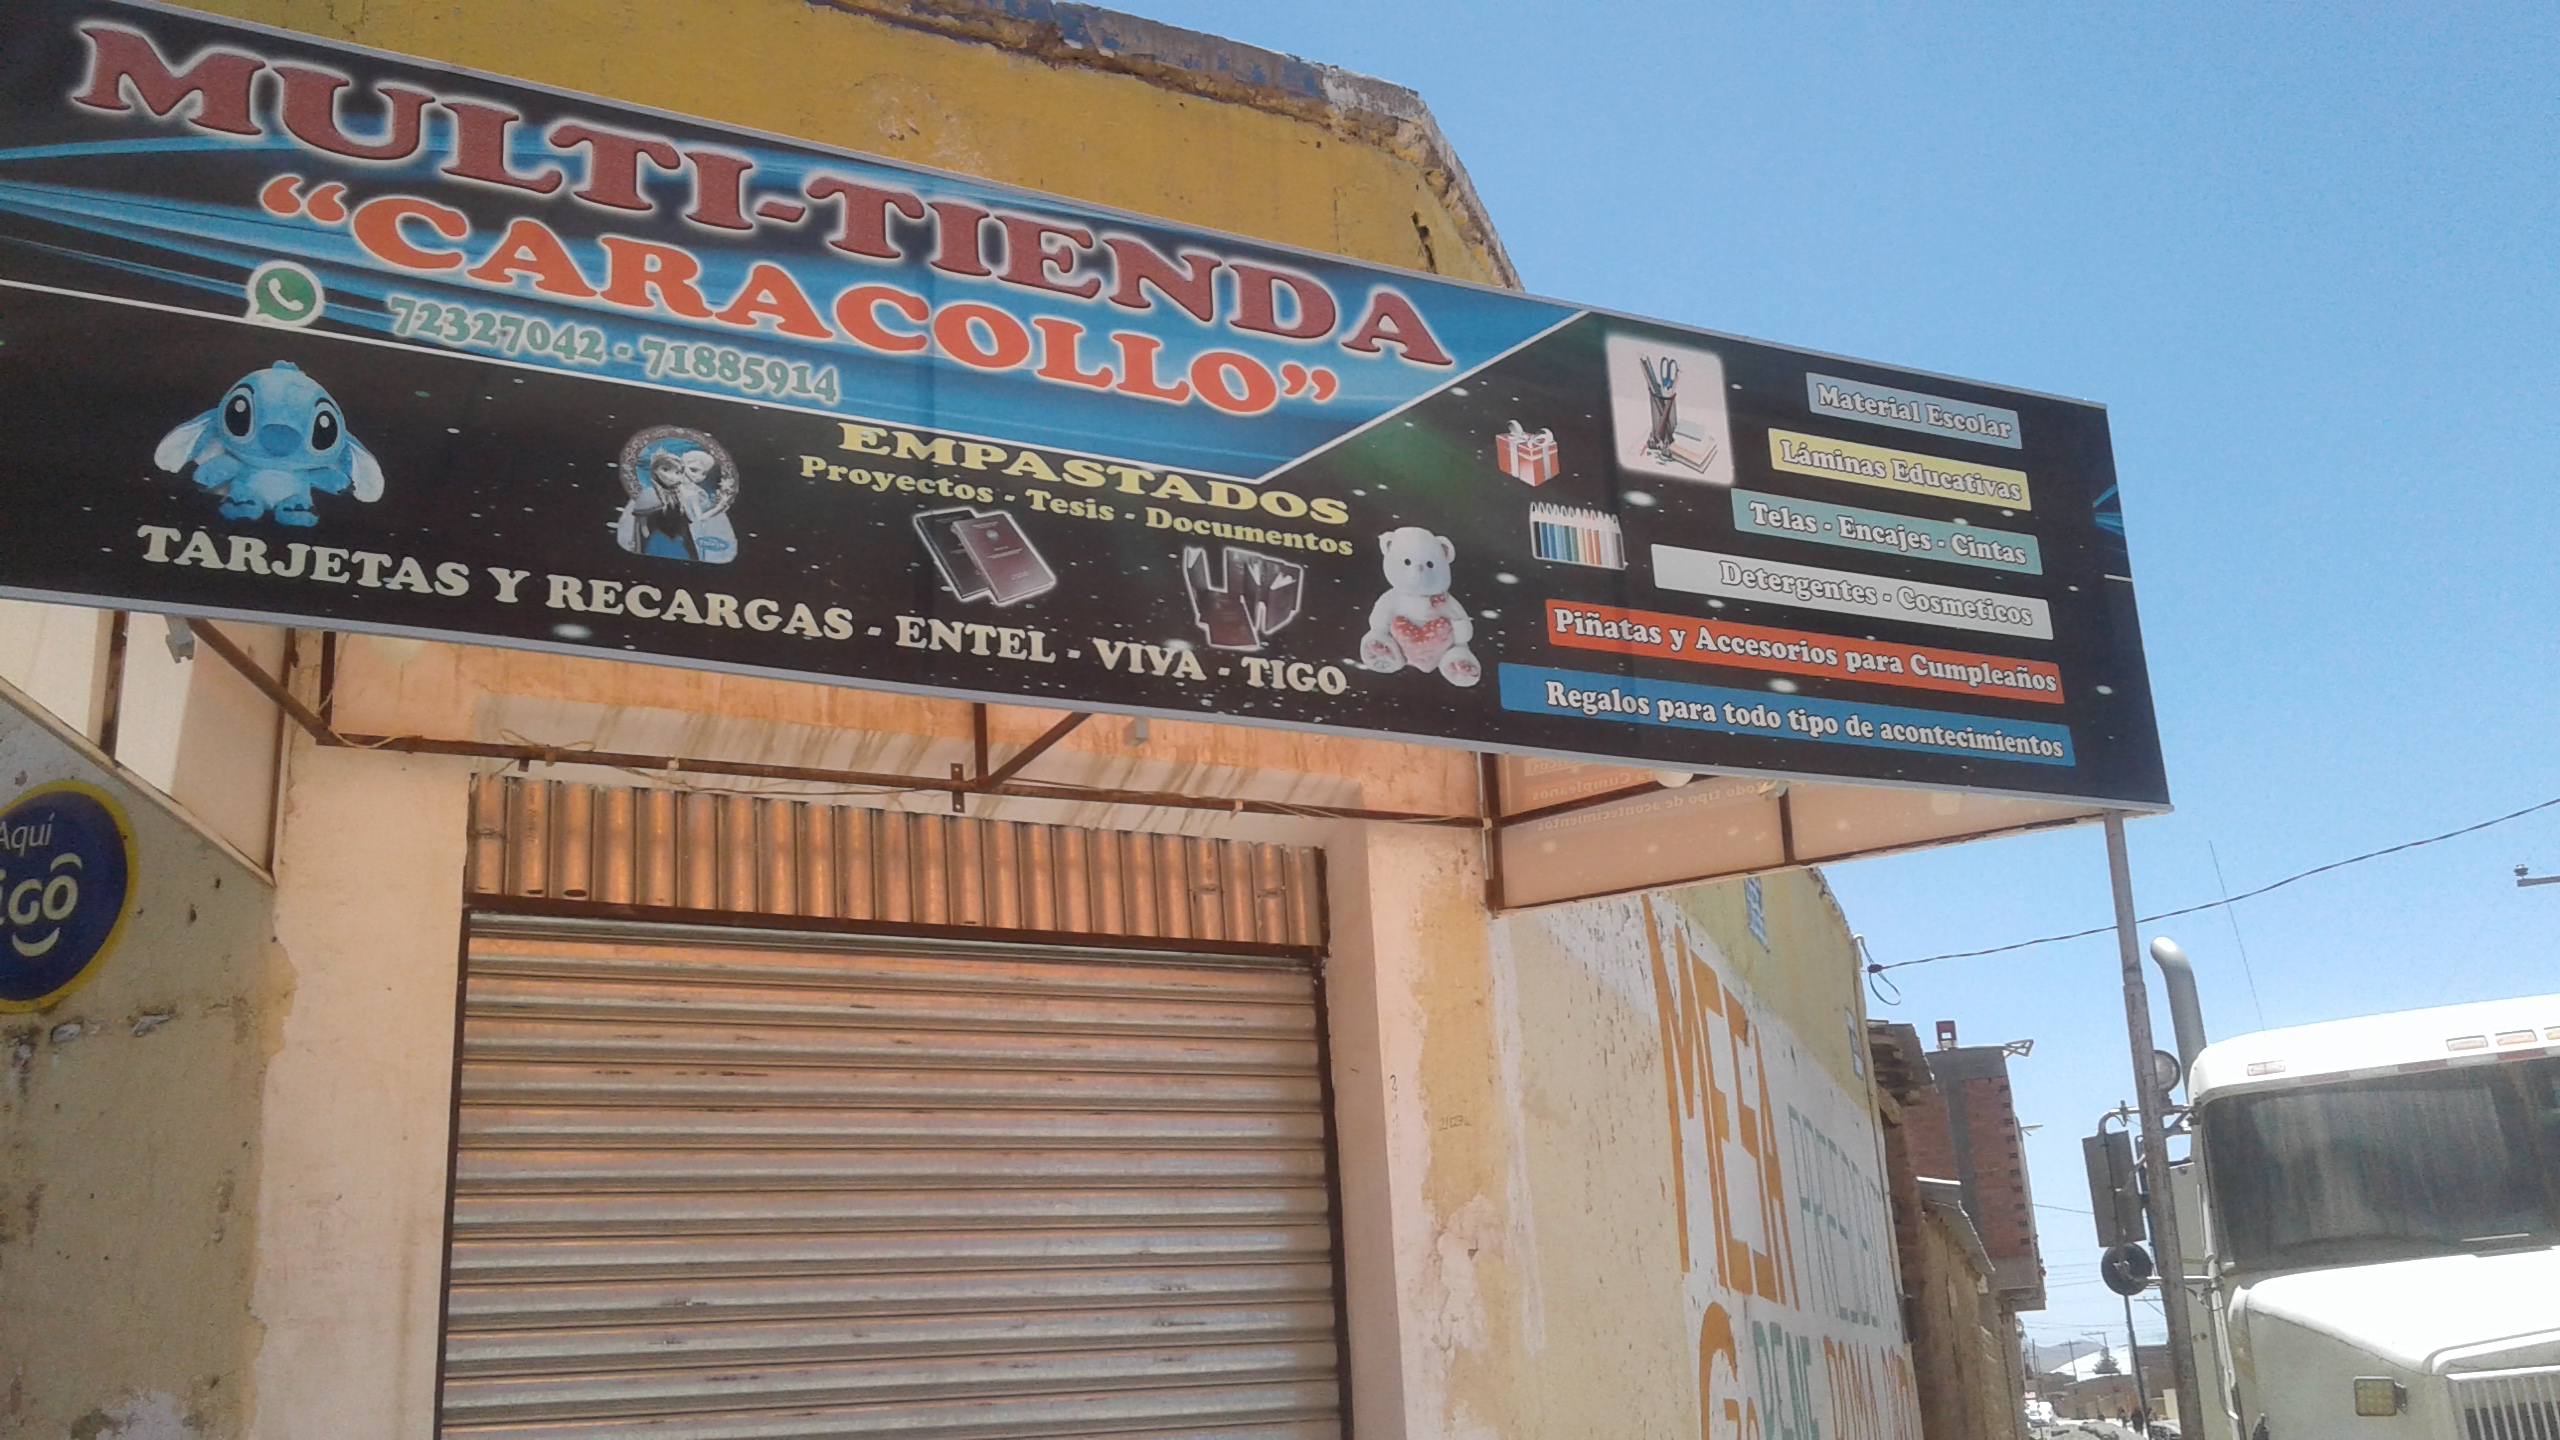 MULTI-TIENDA
"CARACOLLO"
72327042 - 71885914
EMPASTADOS
Proyectos - Tesis - Documentos
TARJETAS Y RECARGAS - ENTEL - VIVA - TIGO
Material Escolar
Láminas Educativas
Telas - Encajes - Cintas
Detergentes - Cosmeticos
Piñatas y Accesorios para Cumpleaños
Regalos para todo tipo de acontecimientos
Aquí
tigo
MEEA